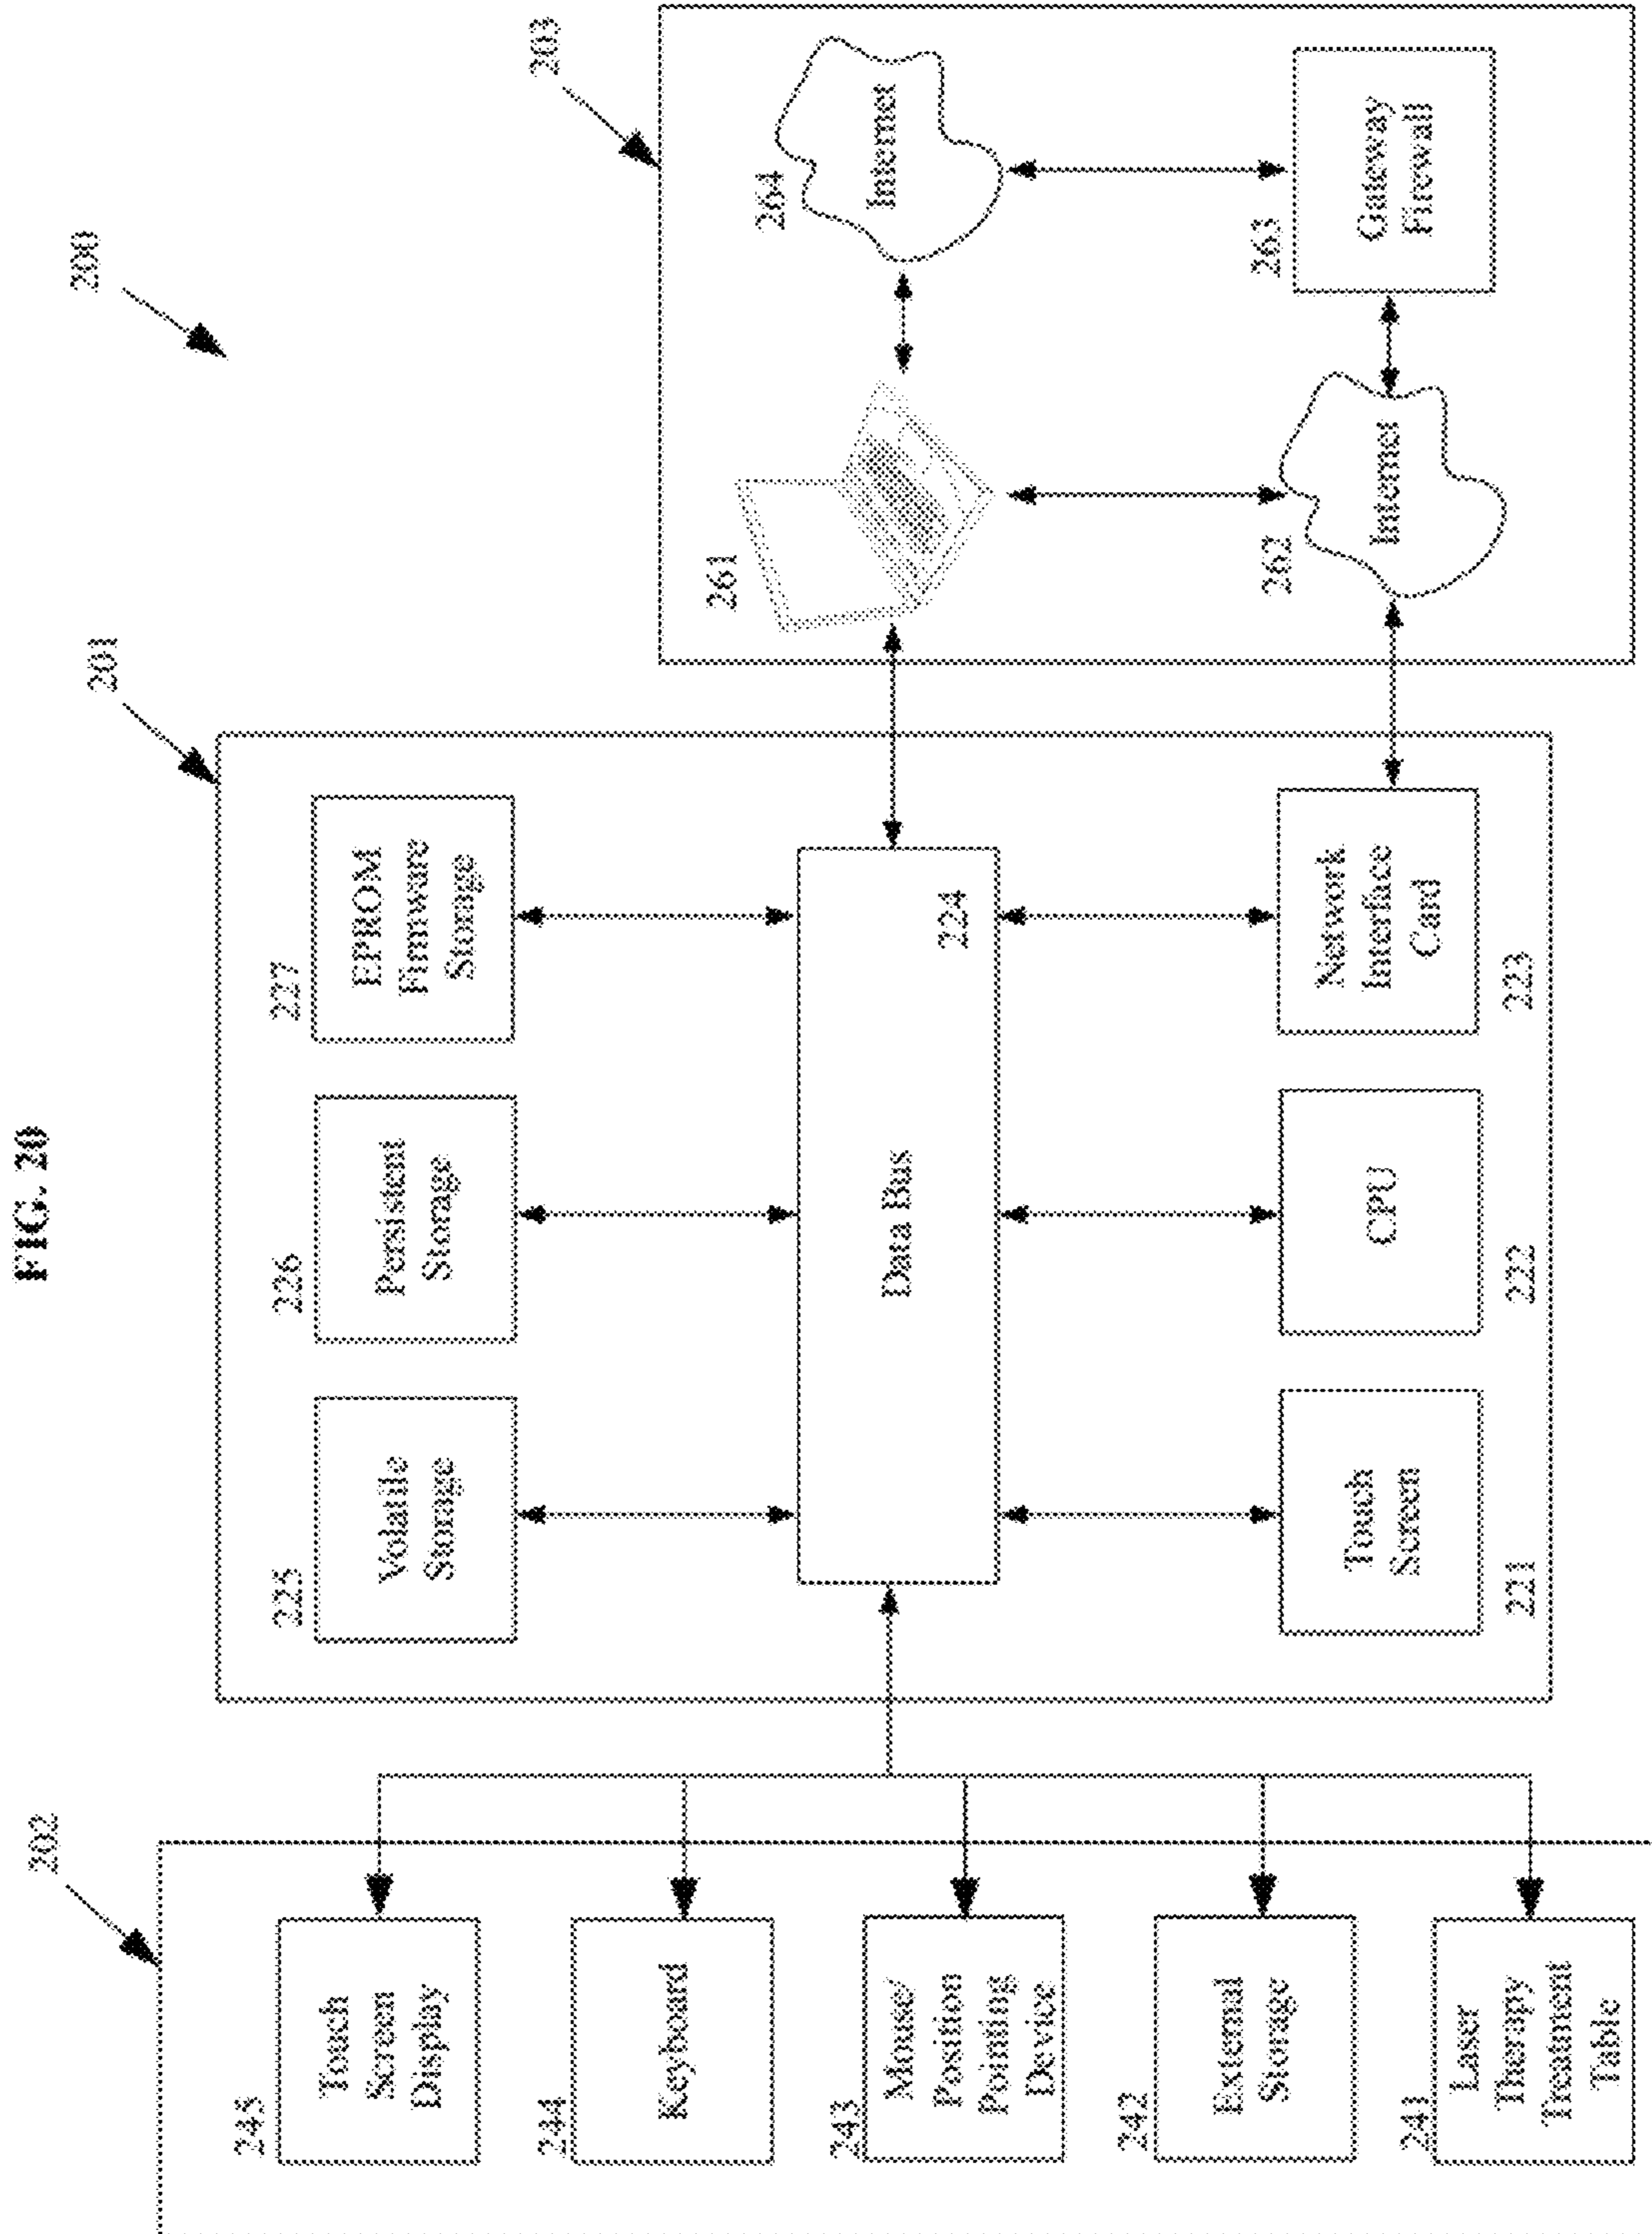 FIG. 20
200
202
201
203
245
Touch
Screen
Display
244
Keyboard
243
Mouse/
Position
Pointing
Device
242
External
Storage
241
Laser
Therapy
Treatment
Table
225
Volatile
Storage
226
Persistent
Storage
227
EPROM
Firmware
Storage
Data Bus
224
Touch
Screen
221
CPU
222
Network
Interface
Card
223
261
264
Internet
262
Internet
263
Gateway
Firewall